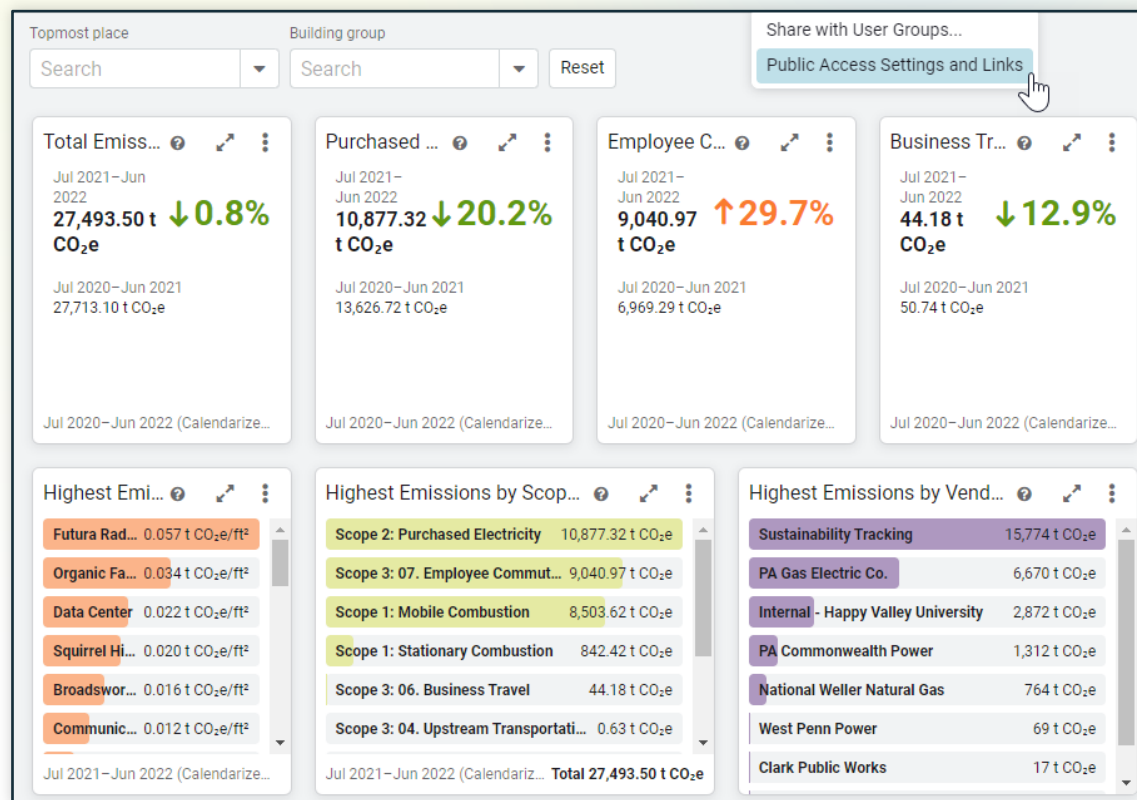 Topmost place
Building group
Share with User Groups...
Search
Search
Reset
Public Access Settings and Links
Total Emiss...
Jul 2021–Jun
2022
27,493.50 t
CO₂e
↓0.8%
Jul 2020–Jun 2021
27,713.10 t CO₂e
Jul 2020–Jun 2022 (Calendarize...
Purchased ...
Jul 2021–
Jun 2022
10,877.32
t CO₂e
↓20.2%
Jul 2020–Jun 2021
13,626.72 t CO₂e
Jul 2020–Jun 2022 (Calendarize...
Employee C...
Jul 2021–
Jun 2022
9,040.97
t CO₂e
↑29.7%
Jul 2020–Jun 2021
6,969.29 t CO₂e
Jul 2020–Jun 2022 (Calendarize...
Business Tr...
Jul 2021–
Jun 2022
44.18 t
CO₂e
↓12.9%
Jul 2020–Jun 2021
50.74 t CO₂e
Jul 2020–Jun 2022 (Calendarize...
Highest Emi...
Futura Rad... 0.057 t CO₂e/ft²
Organic Fa... 0.034 t CO₂e/ft²
Data Center 0.022 t CO₂e/ft²
Squirrel Hi... 0.020 t CO₂e/ft²
Broadswor... 0.016 t CO₂e/ft²
Communic... 0.012 t CO₂e/ft²
Jul 2021–Jun 2022 (Calendarize...
Highest Emissions by Scop...
Scope 2: Purchased Electricity 10,877.32 t CO₂e
Scope 3: 07. Employee Commut... 9,040.97 t CO₂e
Scope 1: Mobile Combustion 8,503.62 t CO₂e
Scope 1: Stationary Combustion 842.42 t CO₂e
Scope 3: 06. Business Travel 44.18 t CO₂e
Scope 3: 04. Upstream Transportati... 0.63 t CO₂e
Jul 2021–Jun 2022 (Calendariz... Total 27,493.50 t CO₂e
Highest Emissions by Vend...
Sustainability Tracking 15,774 t CO₂e
PA Gas Electric Co. 6,670 t CO₂e
Internal - Happy Valley University 2,872 t CO₂e
PA Commonwealth Power 1,312 t CO₂e
National Weller Natural Gas 764 t CO₂e
West Penn Power 69 t CO₂e
Clark Public Works 17 t CO₂e